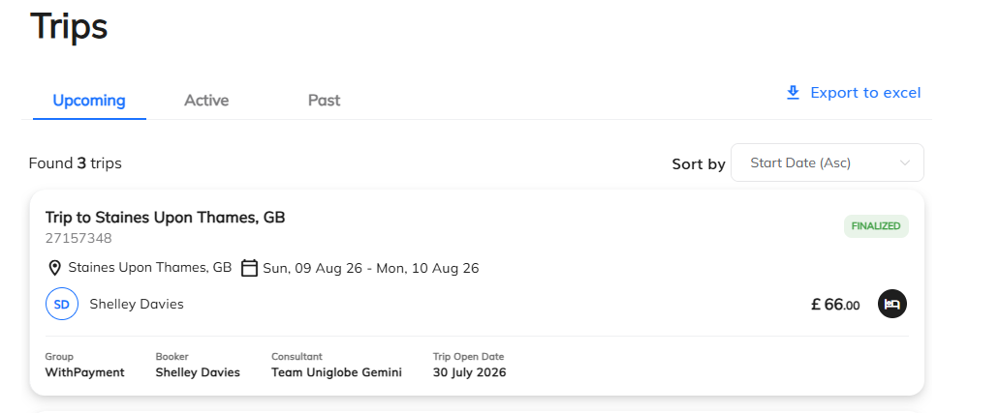 Trips
Upcoming Active Past Export to excel
Found 3 trips Sort by Start Date (Asc)
Trip to Staines Upon Thames, GB
27157348
FINALIZED
Staines Upon Thames, GB Sun, 09 Aug 26 - Mon, 10 Aug 26
SD Shelley Davies £ 66.00
Group Booker Consultant Trip Open Date
WithPayment Shelley Davies Team Uniglobe Gemini 30 July 2026